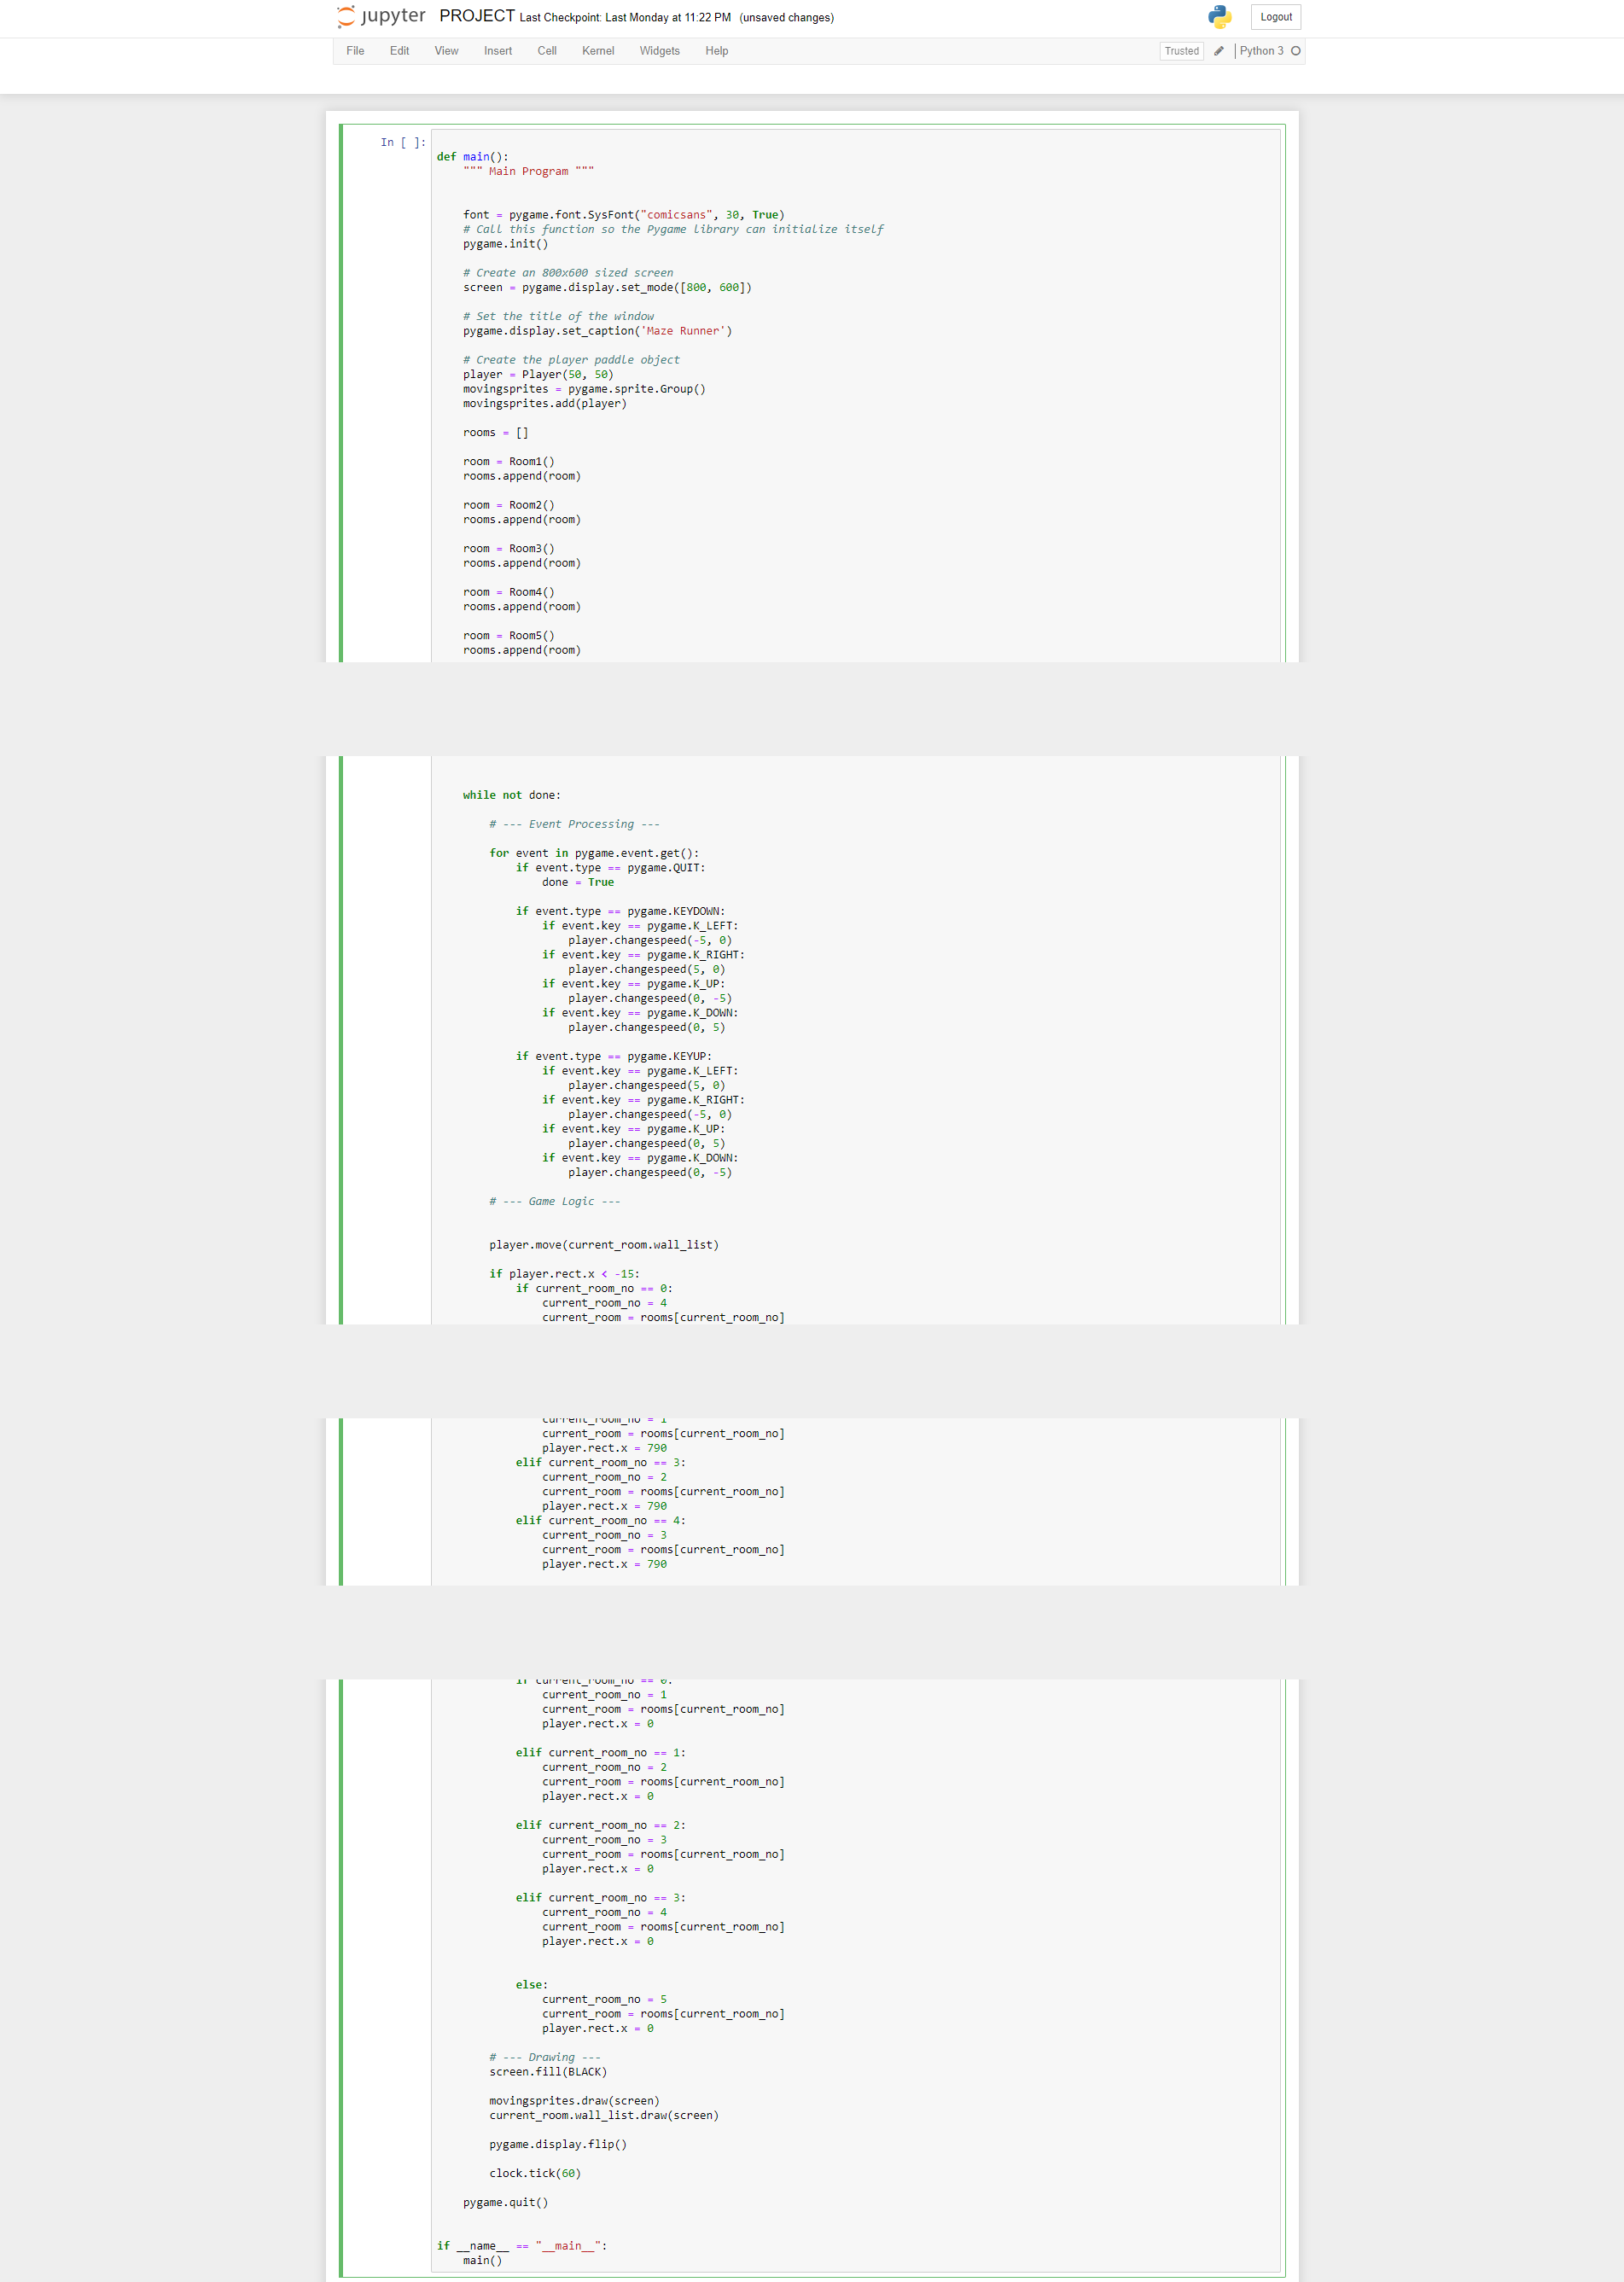 jupyter PROJECT Last Checkpoint: Last Monday at 11:22 PM (unsaved changes) Logout
File Edit View Insert Cell Kernel Widgets Help Trusted Python 3
In [ ]:
def main():
    """ Main Program """
    font = pygame.font.SysFont("comicsans", 30, True)
    # Call this function so the Pygame library can initialize itself
    pygame.init()
    # Create an 800x600 sized screen
    screen = pygame.display.set_mode([800, 600])
    # Set the title of the window
    pygame.display.set_caption('Maze Runner')
    # Create the player paddle object
    player = Player(50, 50)
    movingsprites = pygame.sprite.Group()
    movingsprites.add(player)
    rooms = []
    room = Room1()
    rooms.append(room)
    room = Room2()
    rooms.append(room)
    room = Room3()
    rooms.append(room)
    room = Room4()
    rooms.append(room)
    room = Room5()
    rooms.append(room)
    while not done:
        # --- Event Processing ---
        for event in pygame.event.get():
            if event.type == pygame.QUIT:
                done = True
            if event.type == pygame.KEYDOWN:
                if event.key == pygame.K_LEFT:
                    player.changespeed(-5, 0)
                if event.key == pygame.K_RIGHT:
                    player.changespeed(5, 0)
                if event.key == pygame.K_UP:
                    player.changespeed(0, -5)
                if event.key == pygame.K_DOWN:
                    player.changespeed(0, 5)
            if event.type == pygame.KEYUP:
                if event.key == pygame.K_LEFT:
                    player.changespeed(5, 0)
                if event.key == pygame.K_RIGHT:
                    player.changespeed(-5, 0)
                if event.key == pygame.K_UP:
                    player.changespeed(0, 5)
                if event.key == pygame.K_DOWN:
                    player.changespeed(0, -5)
        # --- Game Logic ---
        player.move(current_room.wall_list)
        if player.rect.x < -15:
            if current_room_no == 0:
                current_room_no = 4
                current_room = rooms[current_room_no]
                current_room_no = 1
                current_room = rooms[current_room_no]
                player.rect.x = 790
            elif current_room_no == 3:
                current_room_no = 2
                current_room = rooms[current_room_no]
                player.rect.x = 790
            elif current_room_no == 4:
                current_room_no = 3
                current_room = rooms[current_room_no]
                player.rect.x = 790
            if current_room_no == 0:
                current_room_no = 1
                current_room = rooms[current_room_no]
                player.rect.x = 0
            elif current_room_no == 1:
                current_room_no = 2
                current_room = rooms[current_room_no]
                player.rect.x = 0
            elif current_room_no == 2:
                current_room_no = 3
                current_room = rooms[current_room_no]
                player.rect.x = 0
            elif current_room_no == 3:
                current_room_no = 4
                current_room = rooms[current_room_no]
                player.rect.x = 0
            else:
                current_room_no = 5
                current_room = rooms[current_room_no]
                player.rect.x = 0
        # --- Drawing ---
        screen.fill(BLACK)
        movingsprites.draw(screen)
        current_room.wall_list.draw(screen)
        pygame.display.flip()
        clock.tick(60)
    pygame.quit()
if __name__ == "__main__":
    main()